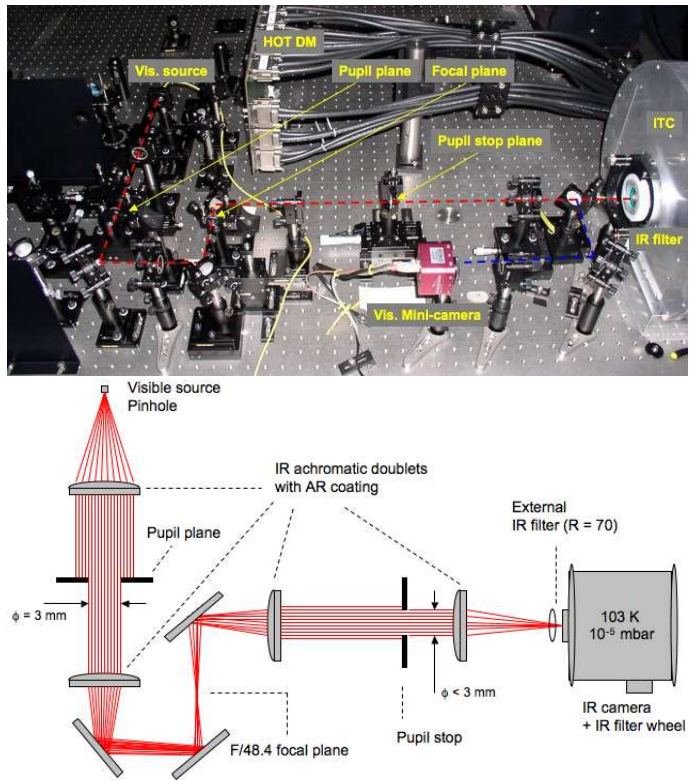 HOT DM
Vis. source
Pupil plane
Focal plane
ITC
Pupil stop plane
IR filter
Vis. Mini-camera
Visible source
Pinhole
IR achromatic doublets
with AR coating
External
IR filter (R = 70)
Pupil plane
ϕ = 3 mm
103 K
10⁻⁵ mbar
ϕ < 3 mm
IR camera
+ IR filter wheel
F/48.4 focal plane
Pupil stop